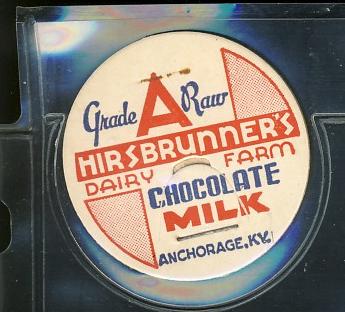 Grade A Raw
HIRSBRUNNER'S
DAIRY FARM
CHOCOLATE
MILK
ANCHORAGE, KY.